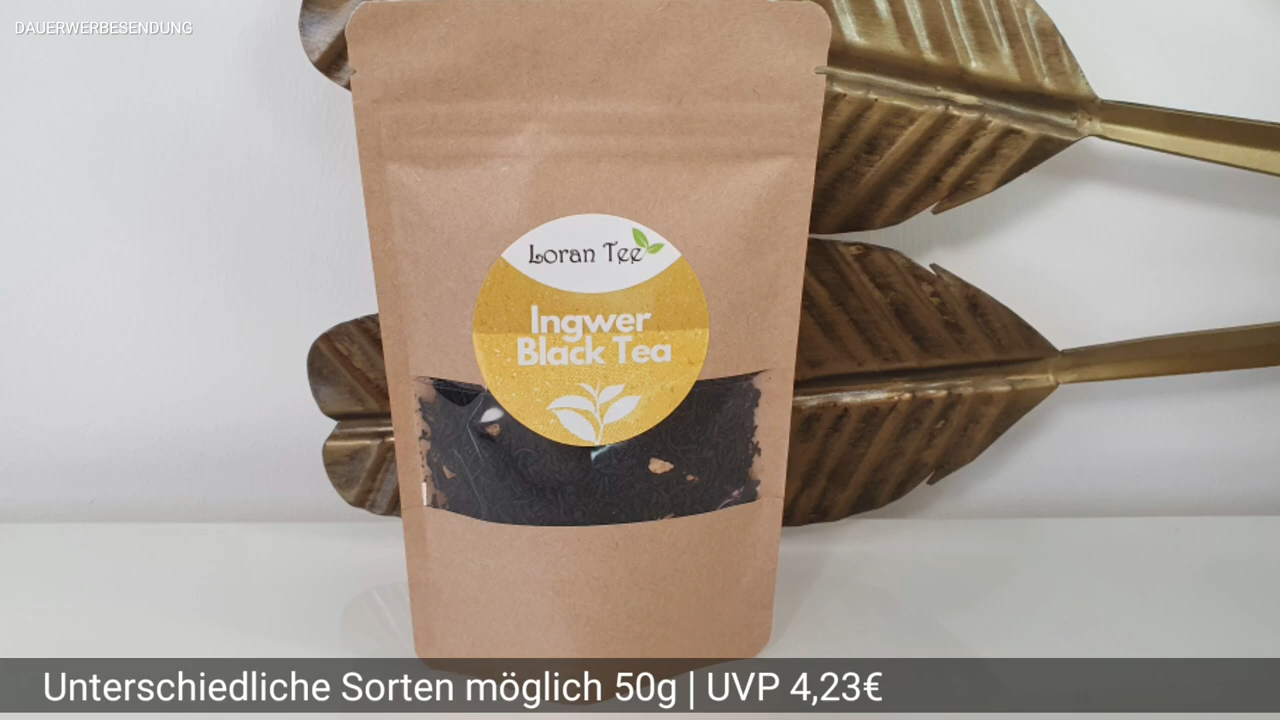 DAUERWERBESENDUNG
Loran Tee
Ingwer
Black Tea
Unterschiedliche Sorten möglich 50g | UVP 4,23€